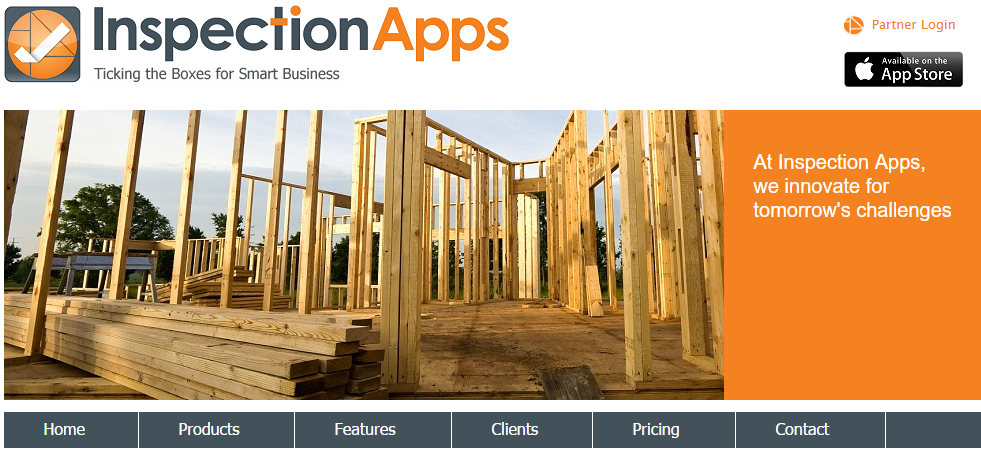 InspectionApps
Ticking the Boxes for Smart Business
Partner Login
Available on the
App Store
At Inspection Apps,
we innovate for
tomorrow's challenges
Home Products Features Clients Pricing Contact